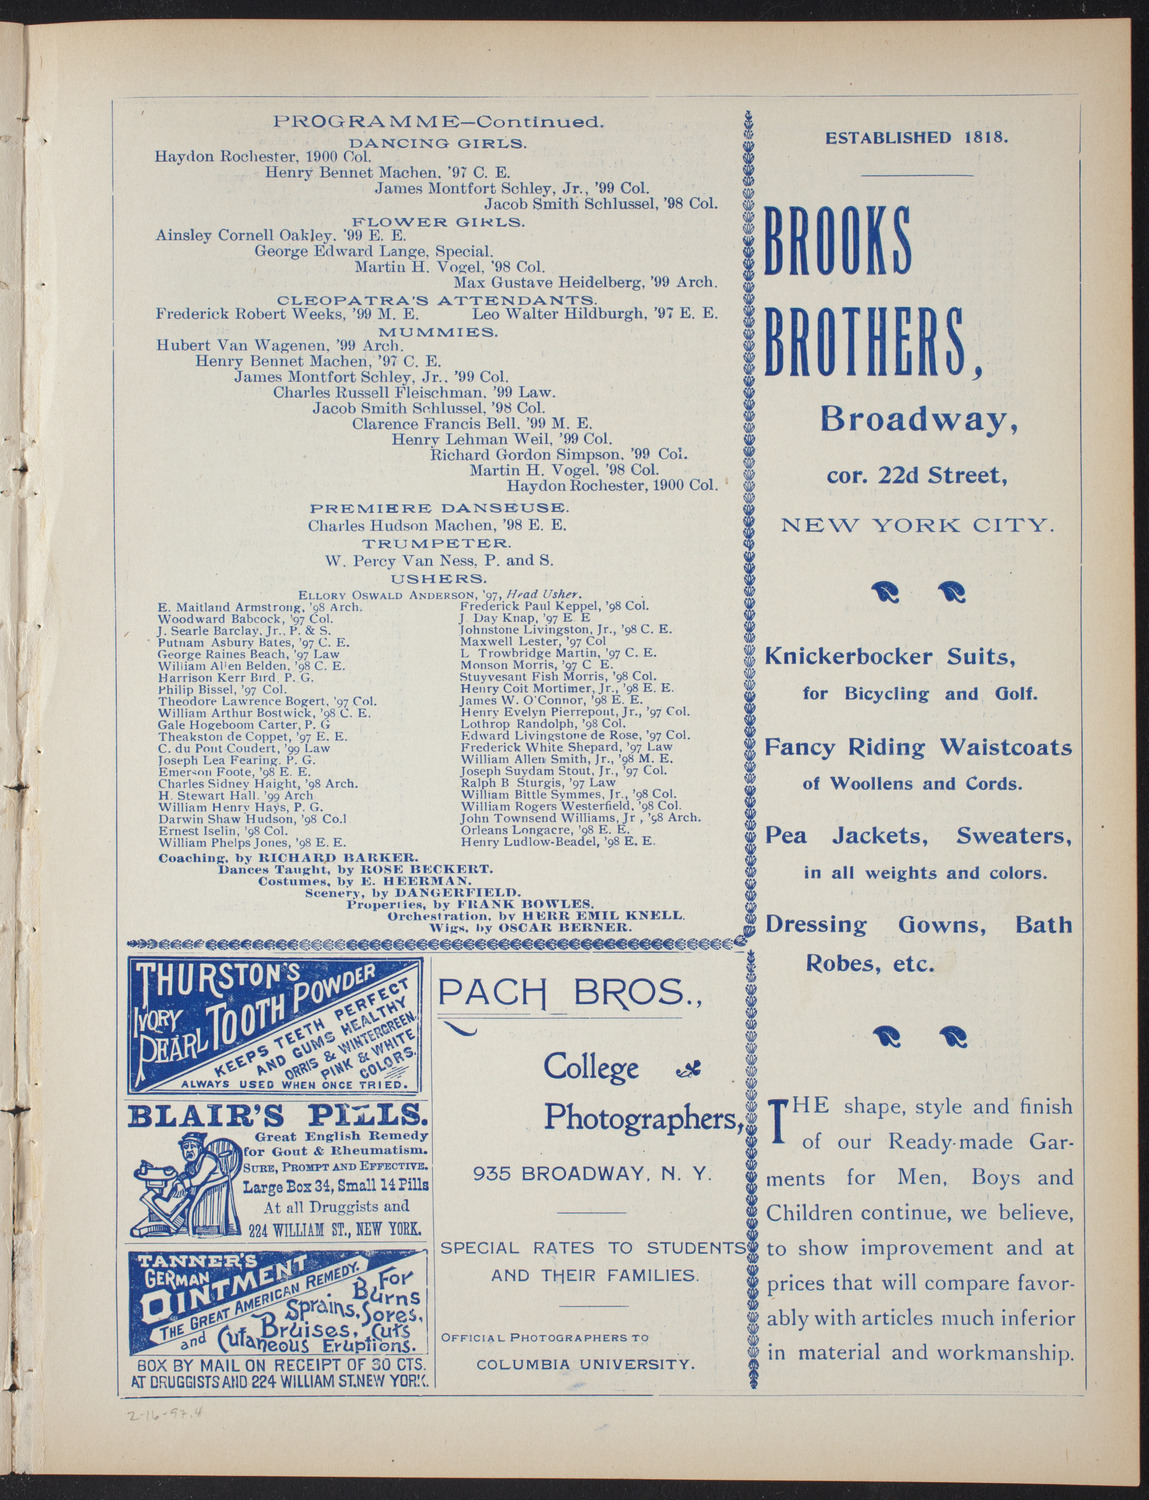 PROGRAMME—Continued.
DANCING GIRLS.
Haydon Rochester, 1900 Col.
Henry Bennet Machen, '97 C. E.
James Montfort Schley, Jr., '99 Col.
Jacob Smith Schlussel, '98 Col.
FLOWER GIRLS.
Ainsley Cornell Oakley, '99 E. E.
George Edward Lange, Special.
Martin H. Vogel, '98 Col.
Max Gustave Heidelberg, '99 Arch.
CLEOPATRA'S ATTENDANTS.
Frederick Robert Weeks, '99 M. E. Leo Walter Hildburgh, '97 E. E.
MUMMIES.
Hubert Van Wagenen, '99 Arch.
Henry Bennet Machen, '97 C. E.
James Montfort Schley, Jr., '99 Col.
Charles Russell Fleischman, '99 Law.
Jacob Smith Schlussel, '98 Col.
Clarence Francis Bell, '99 M. E.
Henry Lehman Weil, '99 Col.
Richard Gordon Simpson, '99 Col.
Martin H. Vogel, '98 Col.
Haydon Rochester, 1900 Col.
PREMIERE DANSEUSE.
Charles Hudson Machen, '98 E. E.
TRUMPETER.
W. Percy Van Ness, P. and S.
USHERS.
ELLORY OSWALD ANDERSON, '97, Head Usher.
E. Maitland Armstrong, '98 Arch.
Woodward Babcock, '97 Col.
J. Searle Barclay, Jr., P. & S.
Putnam Asbury Bates, '97 C. E.
George Raines Beach, '97 Law
William Allen Belden, '98 C. E.
Harrison Kerr Bird, P. G.
Philip Bissel, '97 Col.
Theodore Lawrence Bogert, '97 Col.
William Arthur Bostwick, '98 C. E.
Gale Hogeboom Carter, P. G
Theakston de Coppet, '97 E. E.
C. du Pont Coudert, '99 Law
Joseph Lea Fearing, P. G.
Emerson Foote, '98 E. E.
Charles Sidney Haight, '98 Arch.
H. Stewart Hall, '99 Arch
William Henry Hays, P. G.
Darwin Shaw Hudson, '98 Co.l
Ernest Iselin, '98 Col.
William Phelps Jones, '98 E. E.
Frederick Paul Keppel, '98 Col.
J. Day Knap, '97 E. E
Johnstone Livingston, Jr., '98 C. E.
Maxwell Lester, '97 Col
L Trowbridge Martin, '97 C. E.
Monson Morris, '97 C E.
Stuyvesant Fish Morris, '98 Col.
Henry Coit Mortimer, Jr., '98 E. E.
James W. O'Connor, '98 E. E.
Henry Evelyn Pierrepont, Jr., '97 Col.
Lothrop Randolph, '98 Col.
Edward Livingstone de Rose, '97 Col.
Frederick White Shepard, '97 Law
William Allen Smith, Jr., '98 M. E.
Joseph Suydam Stout, Jr., '97 Col.
Ralph B Sturgis, '97 Law
William Bittle Symmes, Jr., '98 Col.
William Rogers Westerfield, '98 Col.
John Townsend Williams, Jr , '98 Arch.
Orleans Longacre, '98 E. E.
Henry Ludlow-Beadel, '98 E. E.
Coaching, by RICHARD BARKER.
Dances Taught, by ROSE BECKERT.
Costumes, by E. HEERMAN.
Scenery, by DANGERFIELD.
Properties, by FRANK BOWLES.
Orchestration, by HERR EMIL KNELL.
Wigs, by OSCAR BERNER.
THURSTON'S
IVORY
PEARL TOOTH POWDER
KEEPS TEETH PERFECT
AND GUMS HEALTHY
ORRIS & WINTERGREEN.
PINK & WHITE
COLORS.
ALWAYS USED WHEN ONCE TRIED.
BLAIR'S PILLS.
Great English Remedy
for Gout & Rheumatism.
SURE, PROMPT AND EFFECTIVE.
Large Box 34, Small 14 Pills
At all Druggists and
224 WILLIAM ST., NEW YORK.
TANNER'S
GERMAN
OINTMENT
THE GREAT AMERICAN REMEDY.
For
Burns
Sprains, Sores,
Bruises, Cuts
and Cutaneous Eruptions.
BOX BY MAIL ON RECEIPT OF 30 CTS.
AT DRUGGISTS AND 224 WILLIAM ST. NEW YORK.
PACH BROS.,
College
Photographers,
935 BROADWAY, N. Y.
SPECIAL RATES TO STUDENTS
AND THEIR FAMILIES.
OFFICIAL PHOTOGRAPHERS TO
COLUMBIA UNIVERSITY.
ESTABLISHED 1818.
BROOKS
BROTHERS,
Broadway,
cor. 22d Street,
NEW YORK CITY.
Knickerbocker Suits,
for Bicycling and Golf.
Fancy Riding Waistcoats
of Woollens and Cords.
Pea Jackets, Sweaters,
in all weights and colors.
Dressing Gowns, Bath
Robes, etc.
THE shape, style and finish
of our Ready-made Gar-
ments for Men, Boys and
Children continue, we believe,
to show improvement and at
prices that will compare favor-
ably with articles much inferior
in material and workmanship.
2-16-97.4